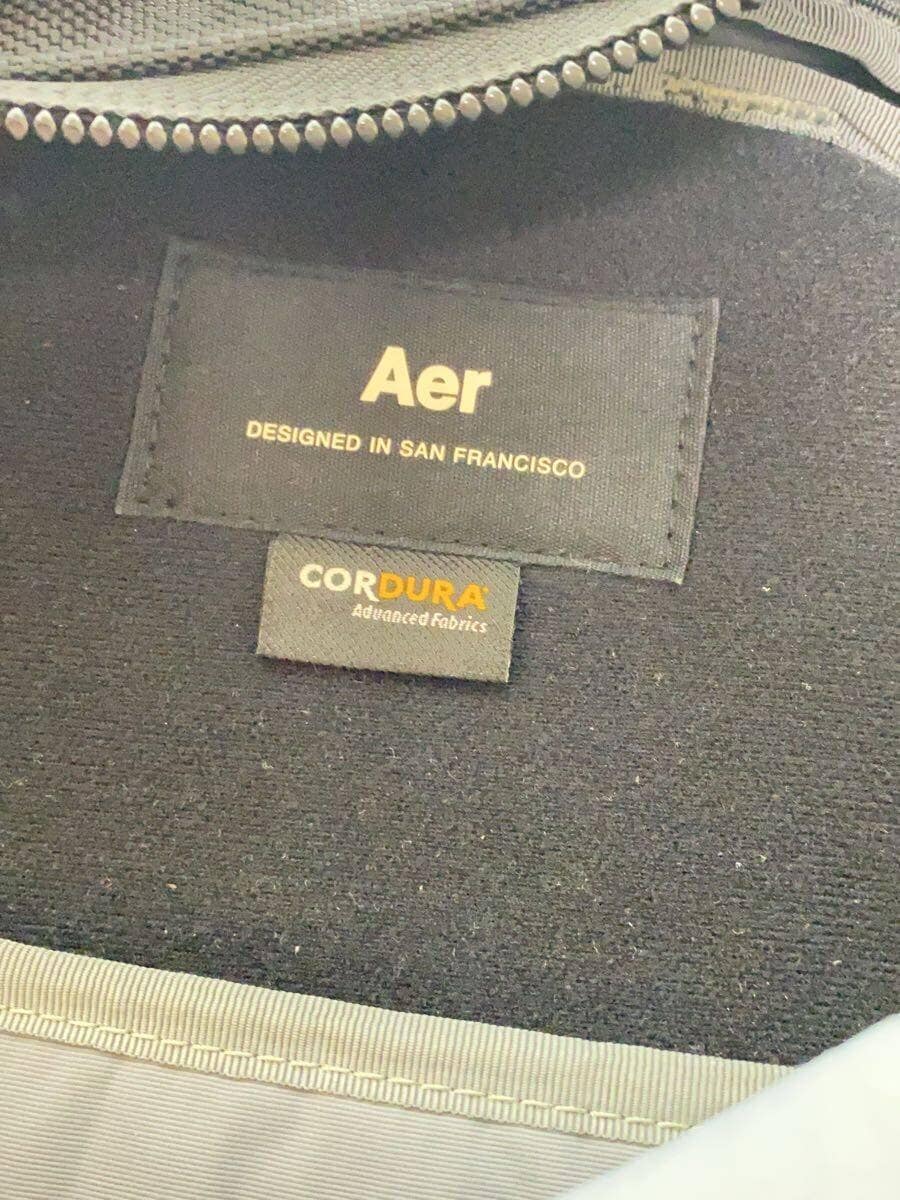 Aer
DESIGNED IN SAN FRANCISCO
CORDURA®
Advanced Fabrics